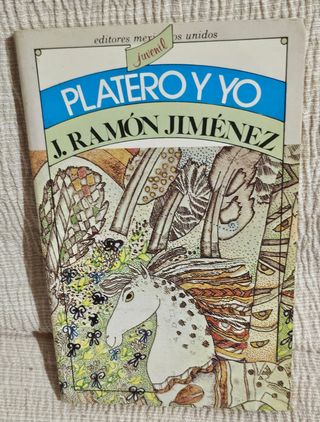 editores mexicanos unidos
juvenil
PLATERO Y YO
J. RAMÓN JIMÉNEZ